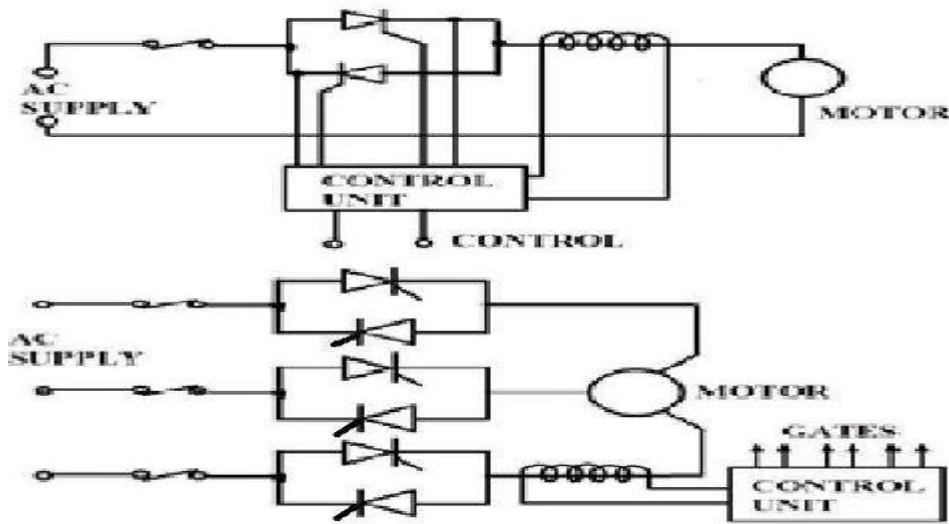 AC
SUPPLY
MOTOR
CONTROL
UNIT
CONTROL
AC
SUPPLY
MOTOR
GATES
CONTROL
UNIT